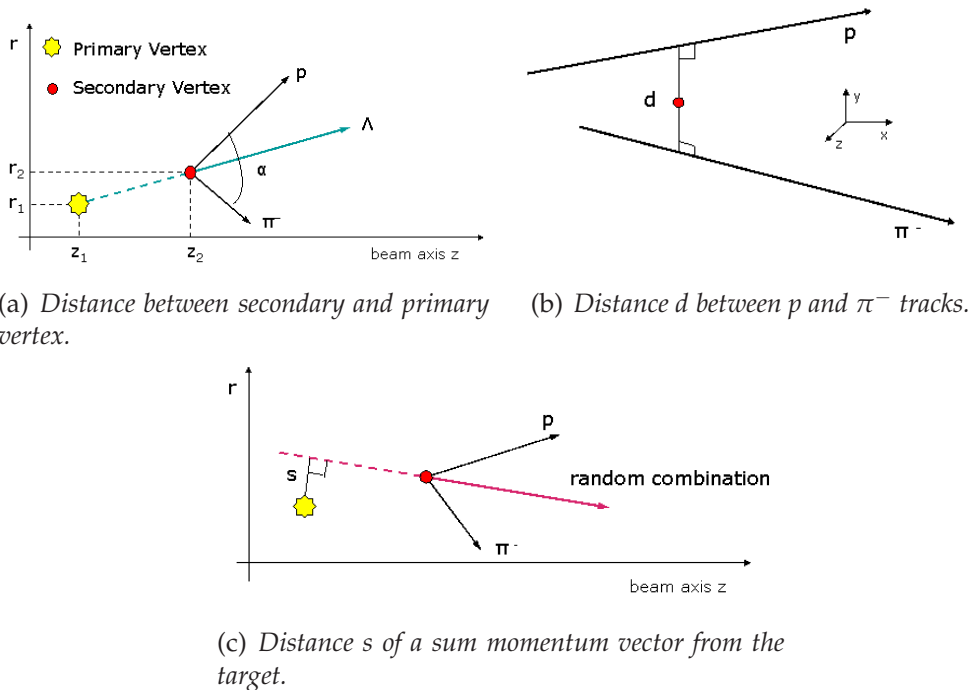 r
Primary Vertex
Secondary Vertex
p
Λ
α
π⁻
r₂
r₁
z₁
z₂
beam axis z
p
d
y
x
z
π⁻
(a) Distance between secondary and primary
vertex.
(b) Distance d between p and π⁻ tracks.
r
p
s
random combination
π⁻
beam axis z
(c) Distance s of a sum momentum vector from the
target.